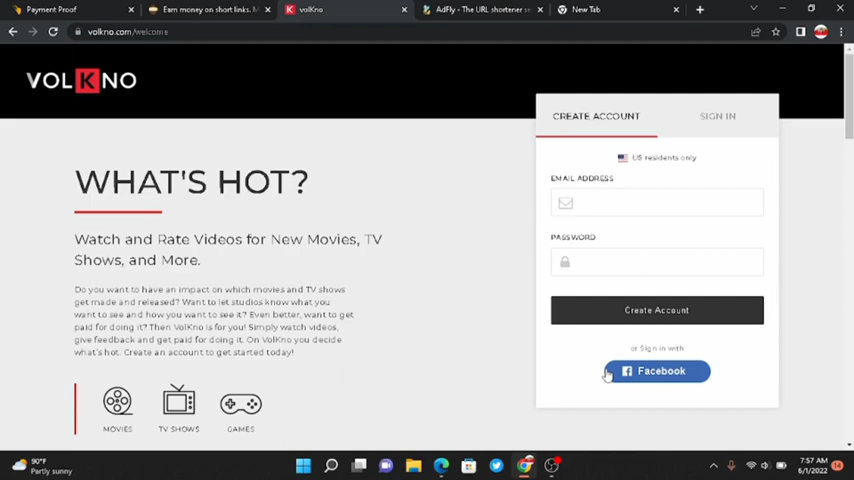 Payment Proof
Earn money on short links. M
volKno
AdFly - The URL shortener se
New Tab
volkno.com/welcome
VOLKNO
CREATE ACCOUNT
SIGN IN
US residents only
WHAT'S HOT?
EMAIL ADDRESS
Watch and Rate Videos for New Movies, TV
Shows, and More.
PASSWORD
Do you want to have an impact on which movies and TV shows
get made and released? Want to let studios know what you
want to see and how you want to see it? Even better, want to get
paid for doing it? Then VolKno is for you! Simply watch videos,
give feedback and get paid for doing it. On VolKno you decide
what's hot. Create an account to get started today!
Create Account
or Sign in with
Facebook
MOVIES
TV SHOWS
GAMES
90°F
Partly sunny
7:57 AM
6/1/2022
14